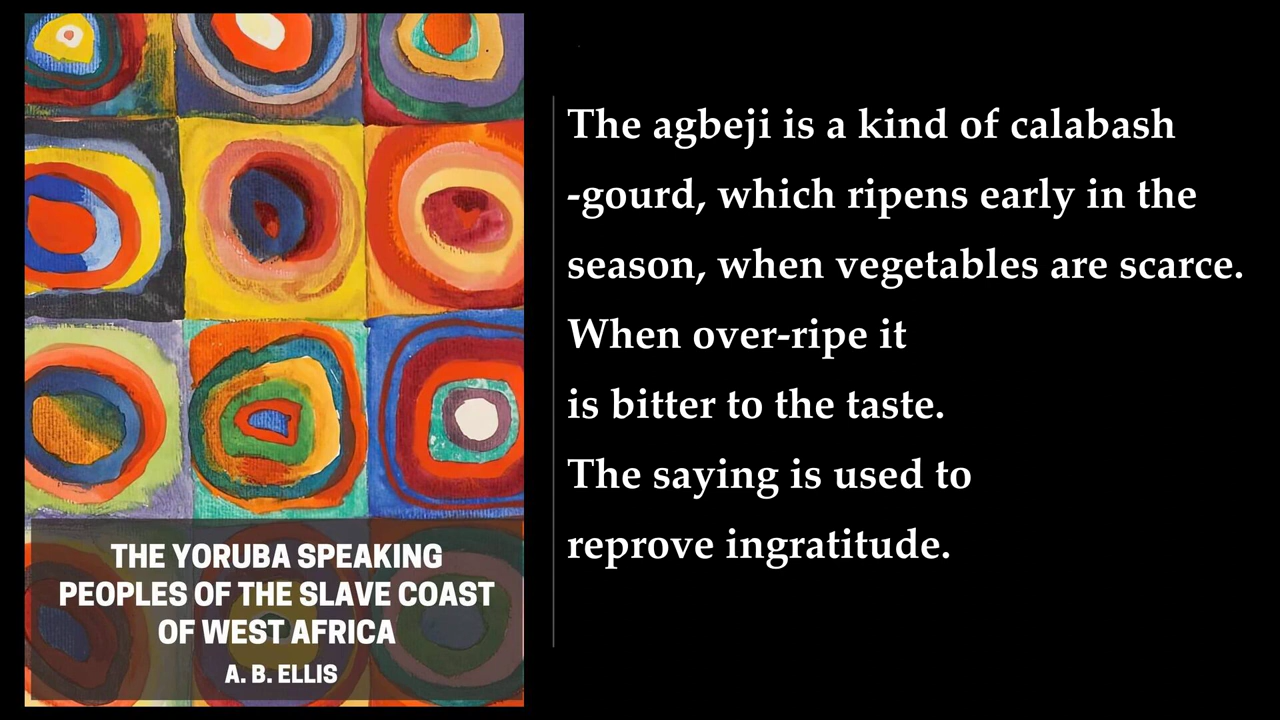 THE YORUBA SPEAKING
PEOPLES OF THE SLAVE COAST
OF WEST AFRICA
A. B. ELLIS
The agbeji is a kind of calabash
-gourd, which ripens early in the
season, when vegetables are scarce.
When over-ripe it
is bitter to the taste.
The saying is used to
reprove ingratitude.